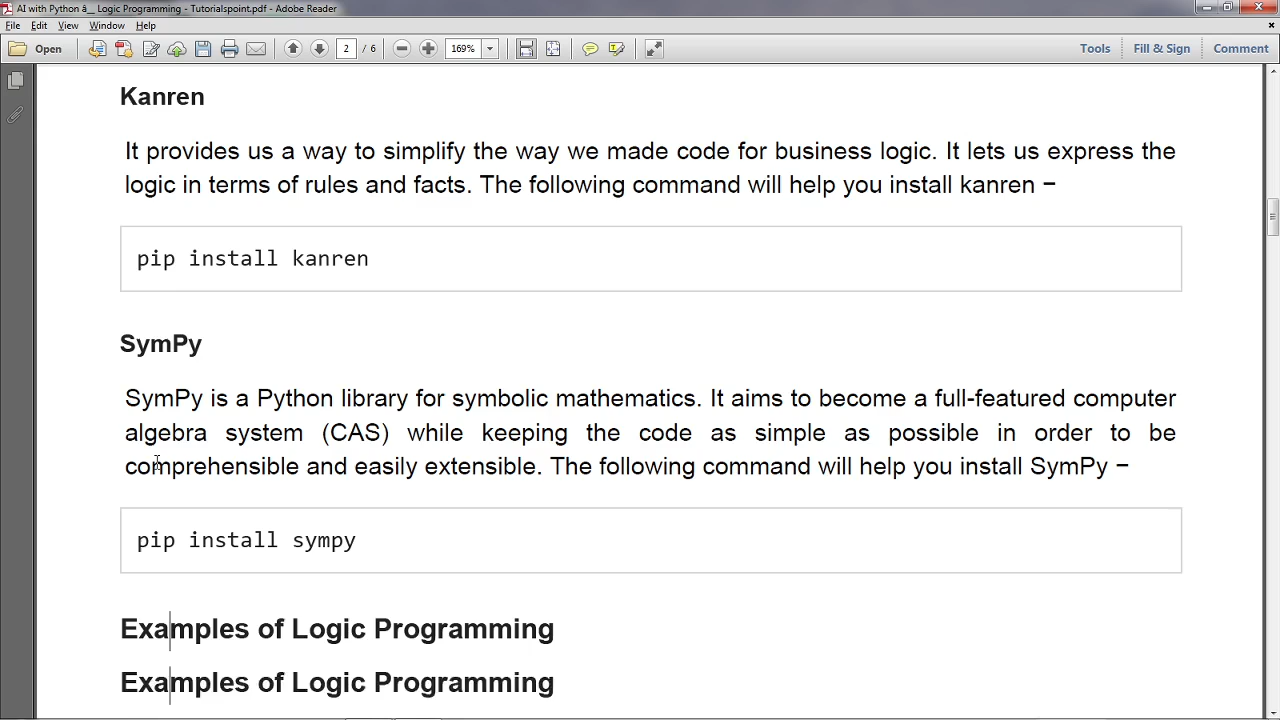 AI with Python â__ Logic Programming - Tutorialspoint.pdf - Adobe Reader
File Edit View Window Help
Open 2 / 6 169% Tools Fill & Sign Comment
Kanren
It provides us a way to simplify the way we made code for business logic. It lets us express the
logic in terms of rules and facts. The following command will help you install kanren −
pip install kanren
SymPy
SymPy is a Python library for symbolic mathematics. It aims to become a full-featured computer
algebra system (CAS) while keeping the code as simple as possible in order to be
comprehensible and easily extensible. The following command will help you install SymPy −
pip install sympy
Examples of Logic Programming
Examples of Logic Programming